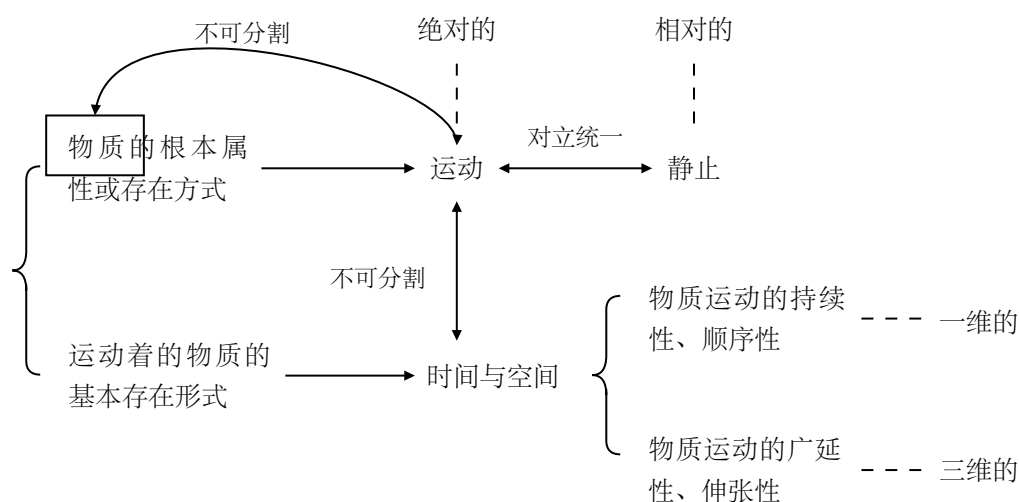 不可分割
绝对的
相对的
物质的根本属
性或存在方式
运动
对立统一
静止
不可分割
运动着的物质的
基本存在形式
时间与空间
物质运动的持续
性、顺序性
一维的
物质运动的广延
性、伸张性
三维的